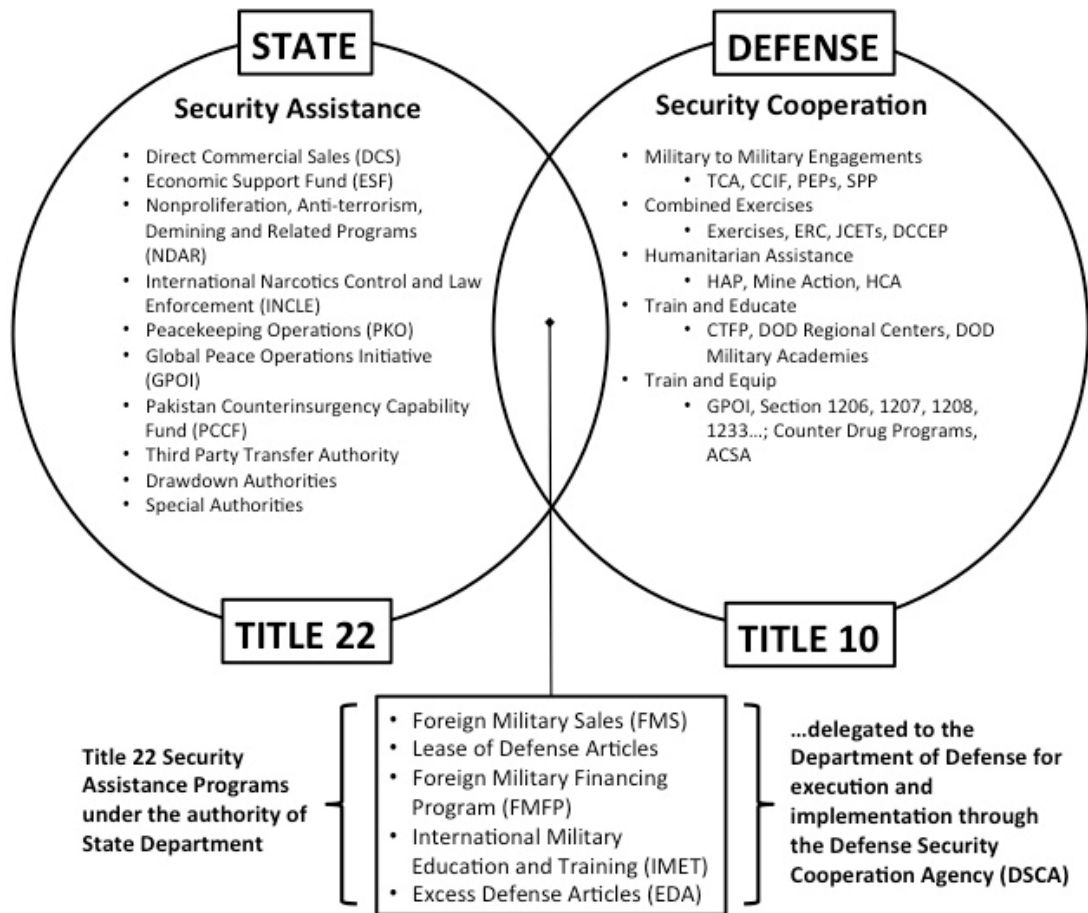 STATE
Security Assistance
• Direct Commercial Sales (DCS)
• Economic Support Fund (ESF)
• Nonproliferation, Anti-terrorism,
Demining and Related Programs
(NDAR)
• International Narcotics Control and Law
Enforcement (INCLE)
• Peacekeeping Operations (PKO)
• Global Peace Operations Initiative
(GPOI)
• Pakistan Counterinsurgency Capability
Fund (PCCF)
• Third Party Transfer Authority
• Drawdown Authorities
• Special Authorities
TITLE 22
DEFENSE
Security Cooperation
• Military to Military Engagements
• TCA, CCIF, PEPs, SPP
• Combined Exercises
• Exercises, ERC, JCETs, DCCEP
• Humanitarian Assistance
• HAP, Mine Action, HCA
• Train and Educate
• CTFP, DOD Regional Centers, DOD
Military Academies
• Train and Equip
• GPOI, Section 1206, 1207, 1208,
1233...; Counter Drug Programs,
ACSA
TITLE 10
Title 22 Security
Assistance Programs
under the authority of
State Department
• Foreign Military Sales (FMS)
• Lease of Defense Articles
• Foreign Military Financing
Program (FMFP)
• International Military
Education and Training (IMET)
• Excess Defense Articles (EDA)
...delegated to the
Department of Defense for
execution and
implementation through
the Defense Security
Cooperation Agency (DSCA)